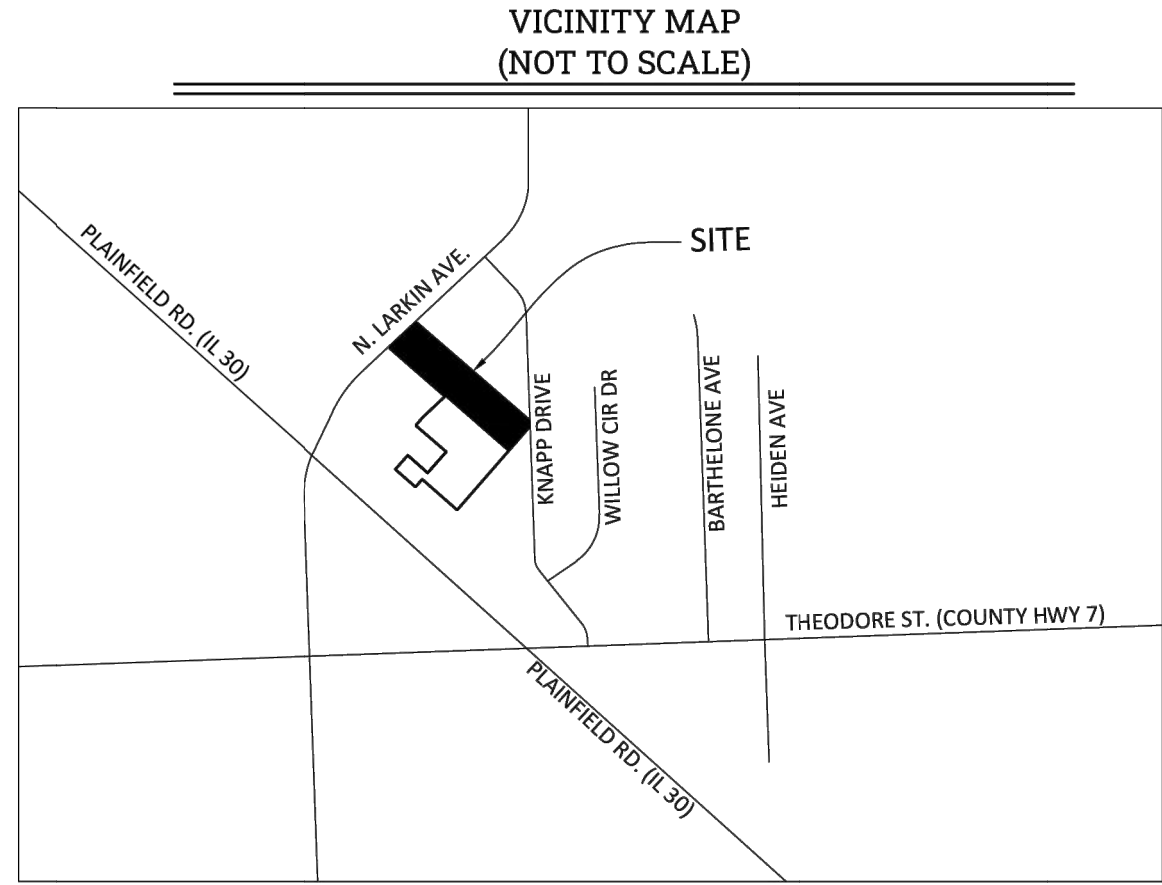 VICINITY MAP
(NOT TO SCALE)
SITE
PLAINFIELD RD. (IL 30)
N. LARKIN AVE.
KNAPP DRIVE
WILLOW CIR DR
BARTHELONE AVE
HEIDEN AVE
THEODORE ST. (COUNTY HWY 7)
PLAINFIELD RD. (IL 30)